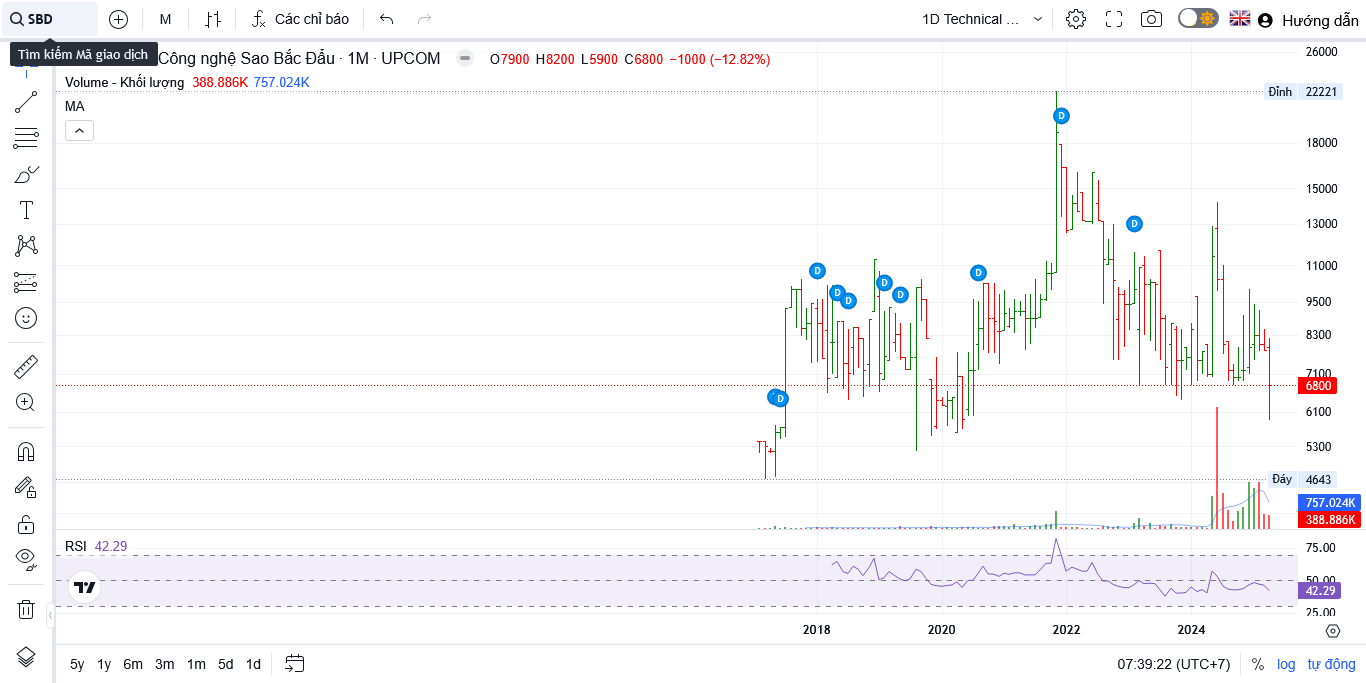 SBD
M
Các chỉ báo
1D Technical ...
Hướng dẫn
Tìm kiếm Mã giao dịch
Công nghệ Sao Bắc Đẩu · 1M · UPCOM
O7900 H8200 L5900 C6800 −1000 (−12.82%)
Volume - Khối lượng 388.886K 757.024K
MA
26000
Đỉnh 22221
18000
15000
13000
11000
9500
8300
7100
6800
6100
5300
Đáy 4643
757.024K
388.886K
D
D
D
D
D
D
D
D
D
D
RSI 42.29
75.00
50.00
42.29
25.00
2018 2020 2022 2024
5y 1y 6m 3m 1m 5d 1d
07:39:22 (UTC+7) % log tự động